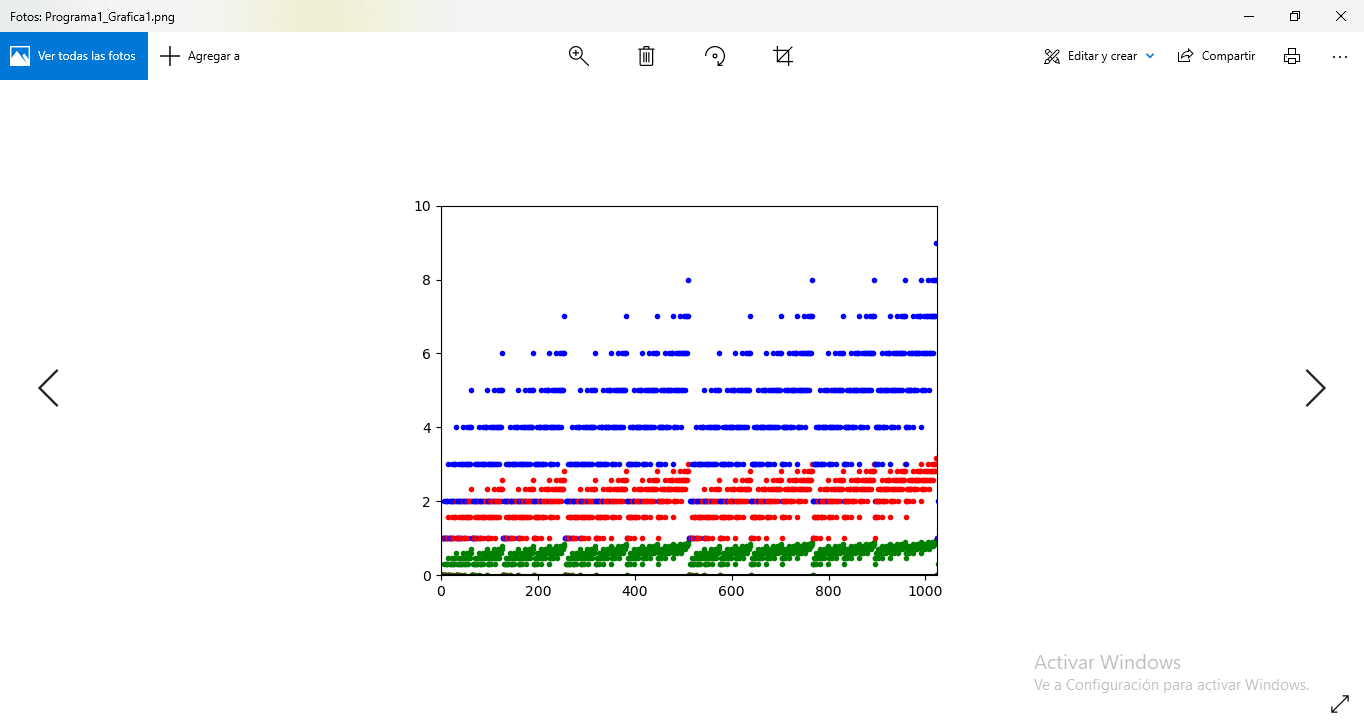 Fotos: Programa1_Grafica1.png
Ver todas las fotos
Agregar a
Editar y crear
Compartir
10
8
6
4
2
0
0 200 400 600 800 1000
Activar Windows
Ve a Configuración para activar Windows.